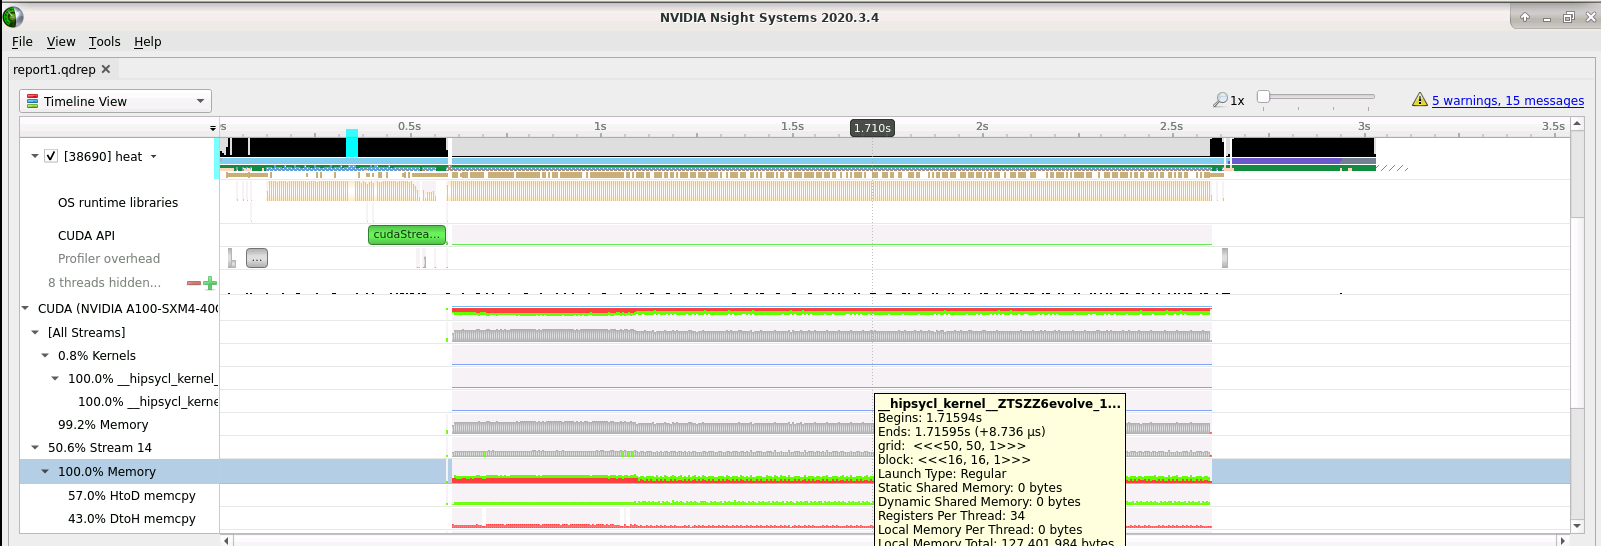 NVIDIA Nsight Systems 2020.3.4
File View Tools Help
report1.qdrep
Timeline View
1x
5 warnings, 15 messages
s 0.5s 1s 1.5s 1.710s 2s 2.5s 3s 3.5s
[38690] heat
OS runtime libraries
CUDA API
cudaStrea...
Profiler overhead
...
8 threads hidden...
CUDA (NVIDIA A100-SXM4-40G
[All Streams]
0.8% Kernels
100.0% __hipsycl_kernel_
100.0% __hipsycl_kerne
99.2% Memory
50.6% Stream 14
100.0% Memory
57.0% HtoD memcpy
43.0% DtoH memcpy
__hipsycl_kernel__ZTSZZ6evolve_1...
Begins: 1.71594s
Ends: 1.71595s (+8.736 μs)
grid: <<<50, 50, 1>>>
block: <<<16, 16, 1>>>
Launch Type: Regular
Static Shared Memory: 0 bytes
Dynamic Shared Memory: 0 bytes
Registers Per Thread: 34
Local Memory Per Thread: 0 bytes
Local Memory Total: 127,401,984 bytes